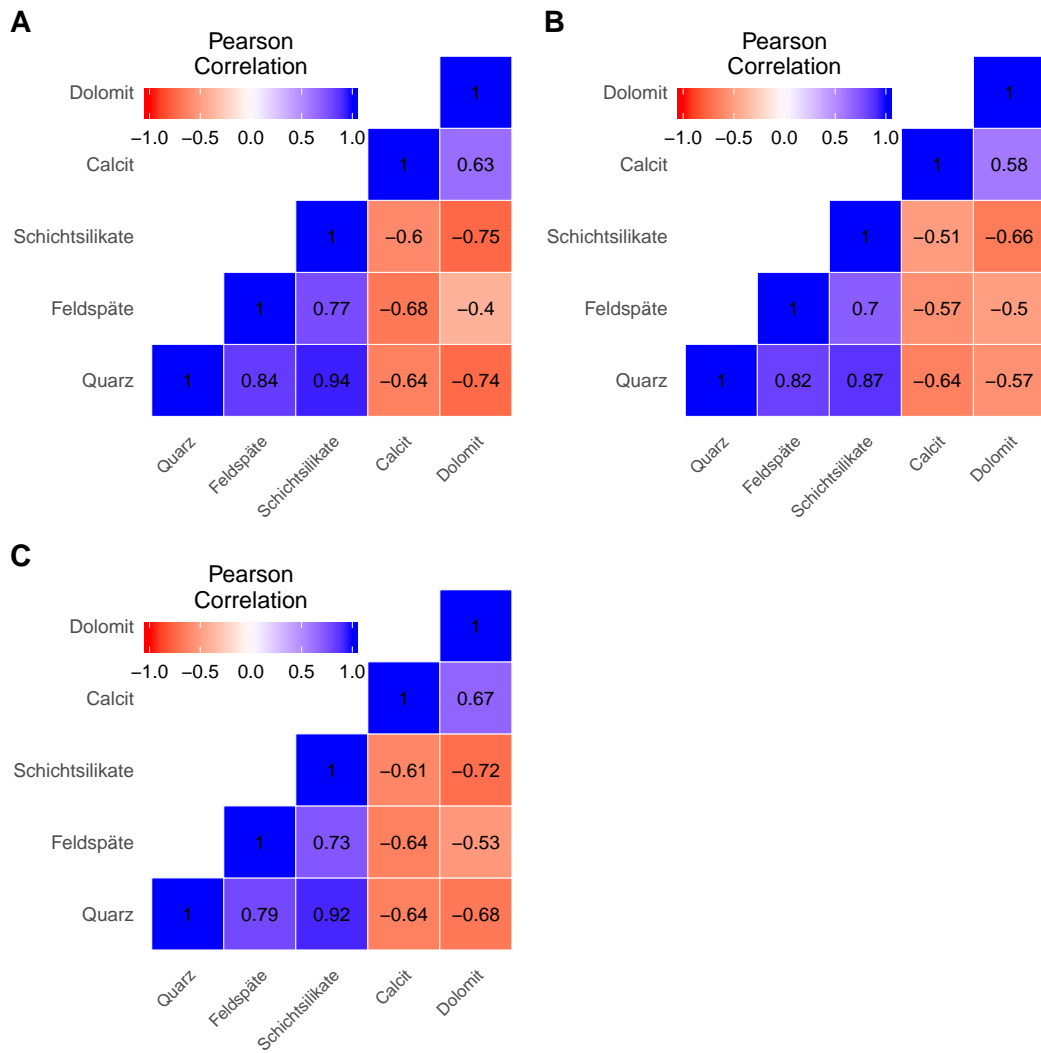 A
Pearson
Correlation
−1.0 −0.5 0.0 0.5 1.0
Dolomit 1
Calcit 1 0.63
Schichtsilikate 1 −0.6 −0.75
Feldspäte 1 0.77 −0.68 −0.4
Quarz 1 0.84 0.94 −0.64 −0.74
Quarz Feldspäte Schichtsilikate Calcit Dolomit
B
Pearson
Correlation
−1.0 −0.5 0.0 0.5 1.0
Dolomit 1
Calcit 1 0.58
Schichtsilikate 1 −0.51 −0.66
Feldspäte 1 0.7 −0.57 −0.5
Quarz 1 0.82 0.87 −0.64 −0.57
Quarz Feldspäte Schichtsilikate Calcit Dolomit
C
Pearson
Correlation
−1.0 −0.5 0.0 0.5 1.0
Dolomit 1
Calcit 1 0.67
Schichtsilikate 1 −0.61 −0.72
Feldspäte 1 0.73 −0.64 −0.53
Quarz 1 0.79 0.92 −0.64 −0.68
Quarz Feldspäte Schichtsilikate Calcit Dolomit